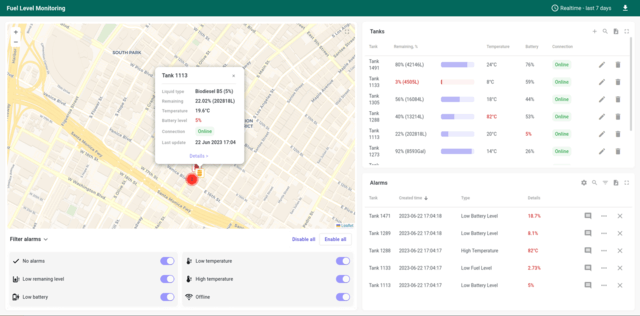 Fuel Level Monitoring
Realtime - last 7 days
SOUTH PARK
Tank 1113
Liquid type Biodiesel B5 (5%)
Remaining 22.02% (202818L)
Temperature 19.6°C
Battery level 5%
Connection Online
Last update 22 Jun 2023 17:04
Details >
Leaflet
Filter alarms
Disable all
Enable all
No alarms
Low temperature
Low remaining level
High temperature
Low battery
Offline
Tanks
Tank Remaining, % Temperature Battery Connection
Tank 1491 80% 24°C 76% Online
Tank 1133 3% (4505L) 8°C 59% Online
Tank 1305 56% 18°C 44% Online
Tank 1288 40% (13214L) 82°C 53% Online
Tank 1113 22% (202818L) 20°C 5% Online
Tank 1273 92% (8593Gal) 14°C 26% Online
Alarms
Tank Created time Type Details
Tank 1471 2023-06-22 17:04:18 Low Battery Level 18.7%
Tank 1289 2023-06-22 17:04:18 Low Battery Level 8.1%
Tank 1288 2023-06-22 17:04:17 High Temperature 82°C
Tank 1133 2023-06-22 17:04:17 Low Fuel Level 2.73%
Tank 1113 2023-06-22 17:04:17 Low Battery Level 5%